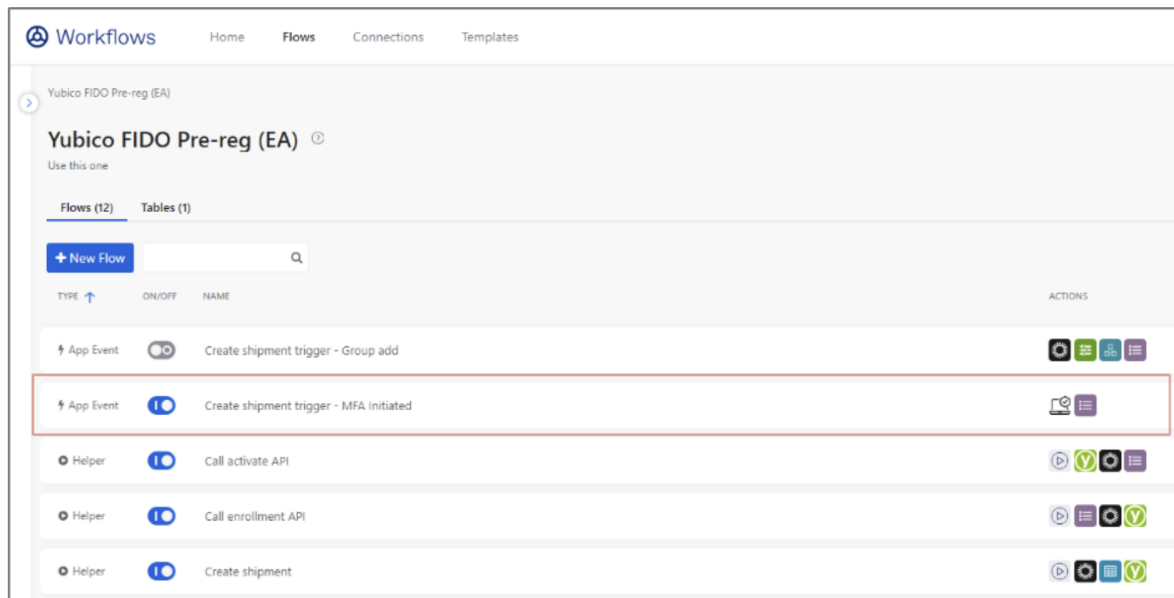 Workflows Home Flows Connections Templates
Yubico FIDO Pre-reg (EA)
Yubico FIDO Pre-reg (EA)
Use this one
Flows (12) Tables (1)
+ New Flow
TYPE ON/OFF NAME ACTIONS
App Event Create shipment trigger - Group add
App Event Create shipment trigger - MFA Initiated
Helper Call activate API
Helper Call enrollment API
Helper Create shipment